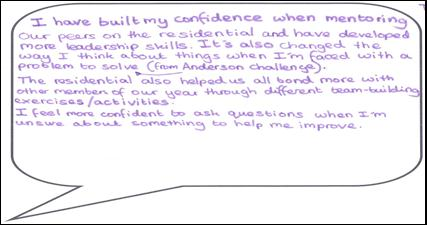 I have built my confidence when mentoring
Our peers on the residential and have developed
more leadership skills. It's also changed the
way I think about things when I'm faced with a
problem to solve (from Anderson Challenge).
The residential also helped us all bond more with
other member of our year through different team-building
exercises/activities.
I feel more confident to ask questions when I'm
unsure about something to help me improve.